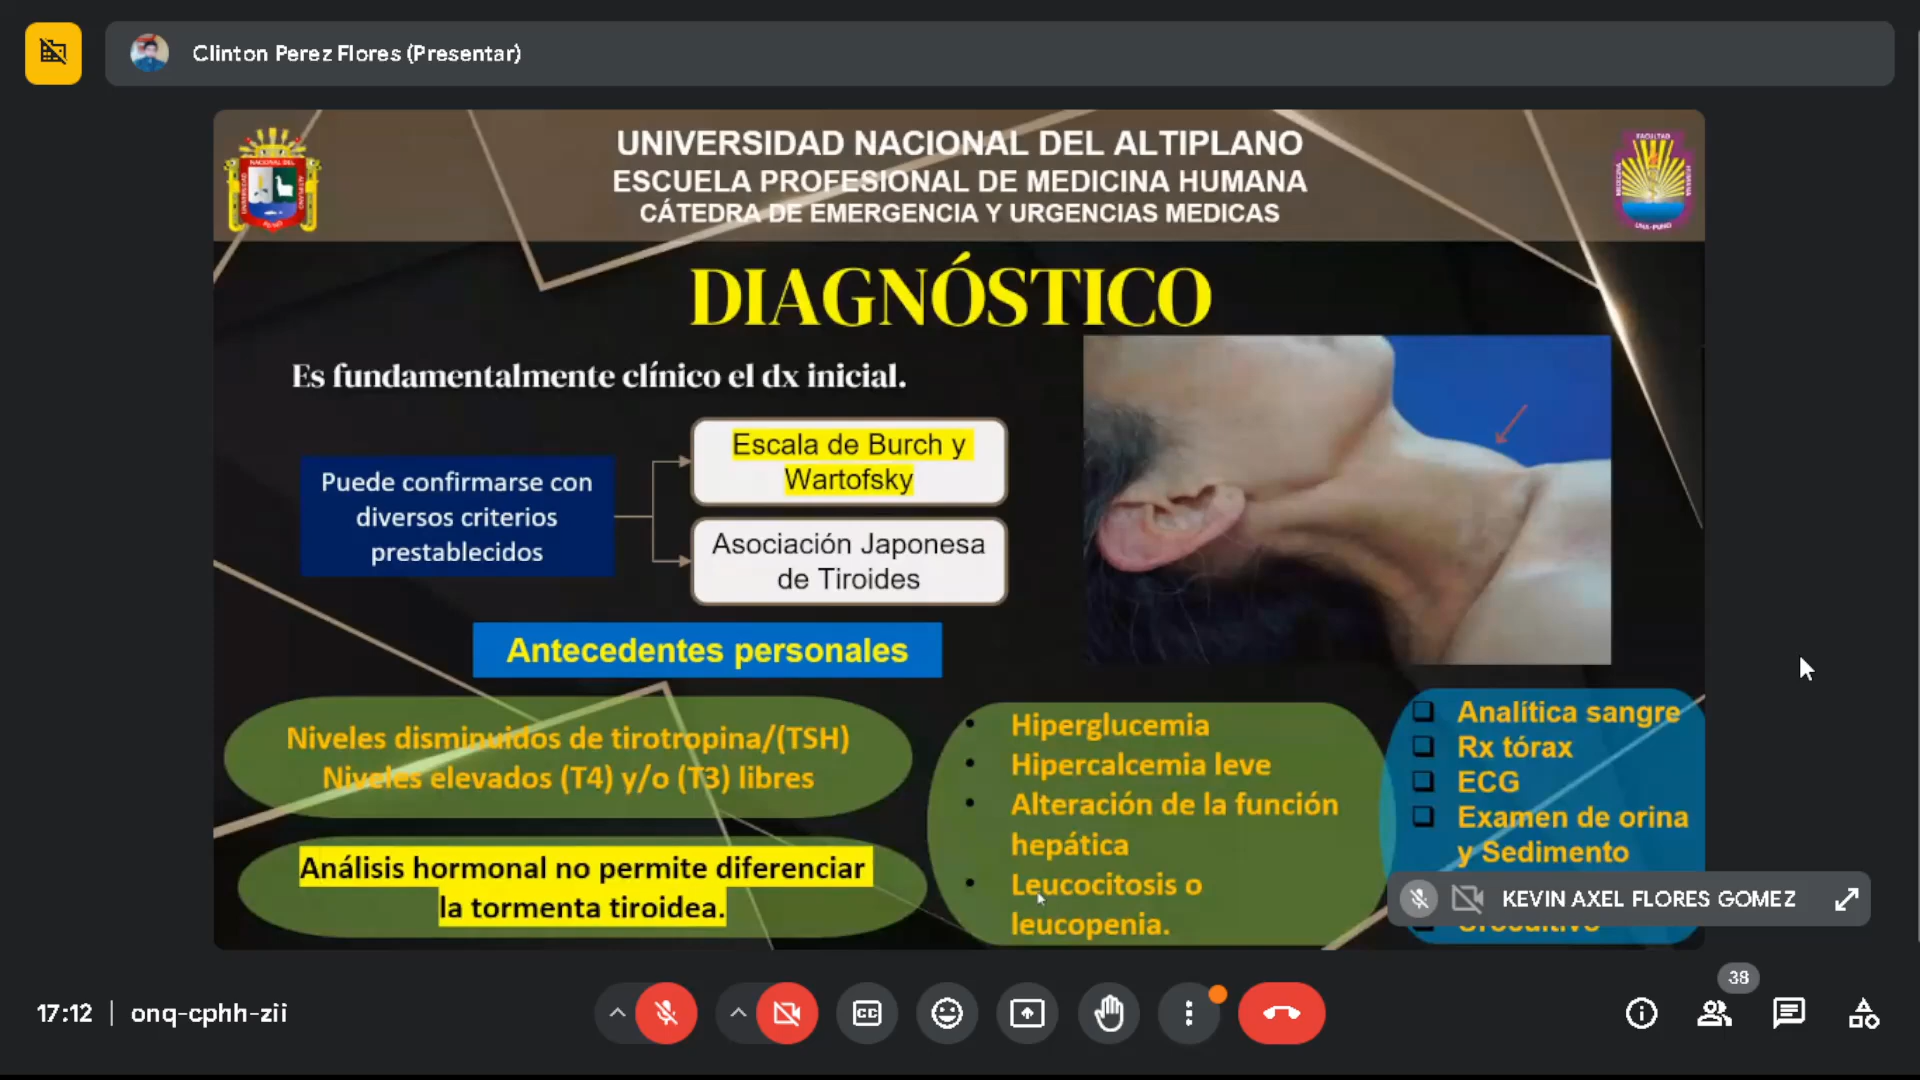 Clinton Perez Flores (Presentar)
UNIVERSIDAD NACIONAL DEL ALTIPLANO
ESCUELA PROFESIONAL DE MEDICINA HUMANA
CÁTEDRA DE EMERGENCIA Y URGENCIAS MEDICAS
DIAGNÓSTICO
Es fundamentalmente clínico el dx inicial.
Puede confirmarse con
diversos criterios
prestablecidos
Escala de Burch y
Wartofsky
Asociación Japonesa
de Tiroides
Antecedentes personales
Niveles disminuidos de tirotropina/(TSH)
Niveles elevados (T4) y/o (T3) libres
Análisis hormonal no permite diferenciar
la tormenta tiroidea.
• Hiperglucemia
• Hipercalcemia leve
• Alteración de la función
hepática
• Leucocitosis o
leucopenia.
Analítica sangre
Rx tórax
ECG
Examen de orina
y Sedimento
KEVIN AXEL FLORES GOMEZ
17:12 | onq-cphh-zii
CC
38